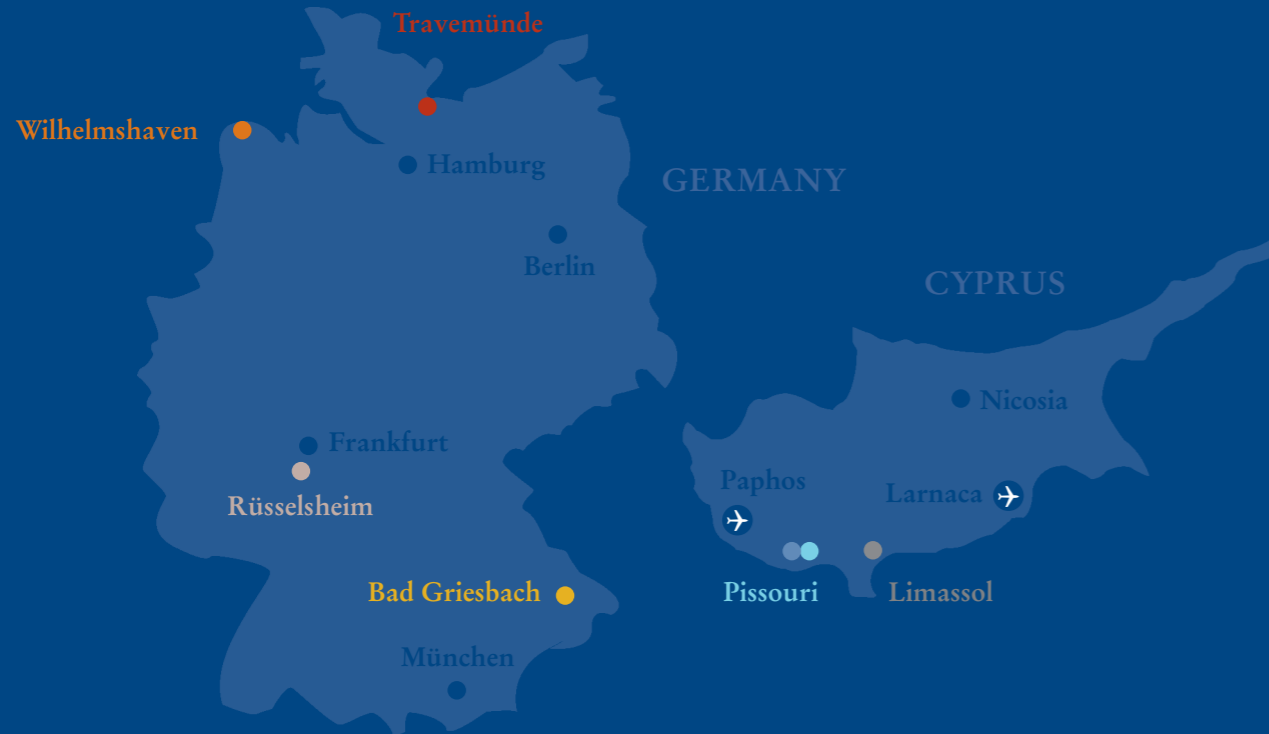 Travemünde
Wilhelmshaven
Hamburg
GERMANY
Berlin
CYPRUS
Nicosia
Frankfurt
Paphos
Larnaca
Rüsselsheim
Bad Griesbach
Pissouri
Limassol
München